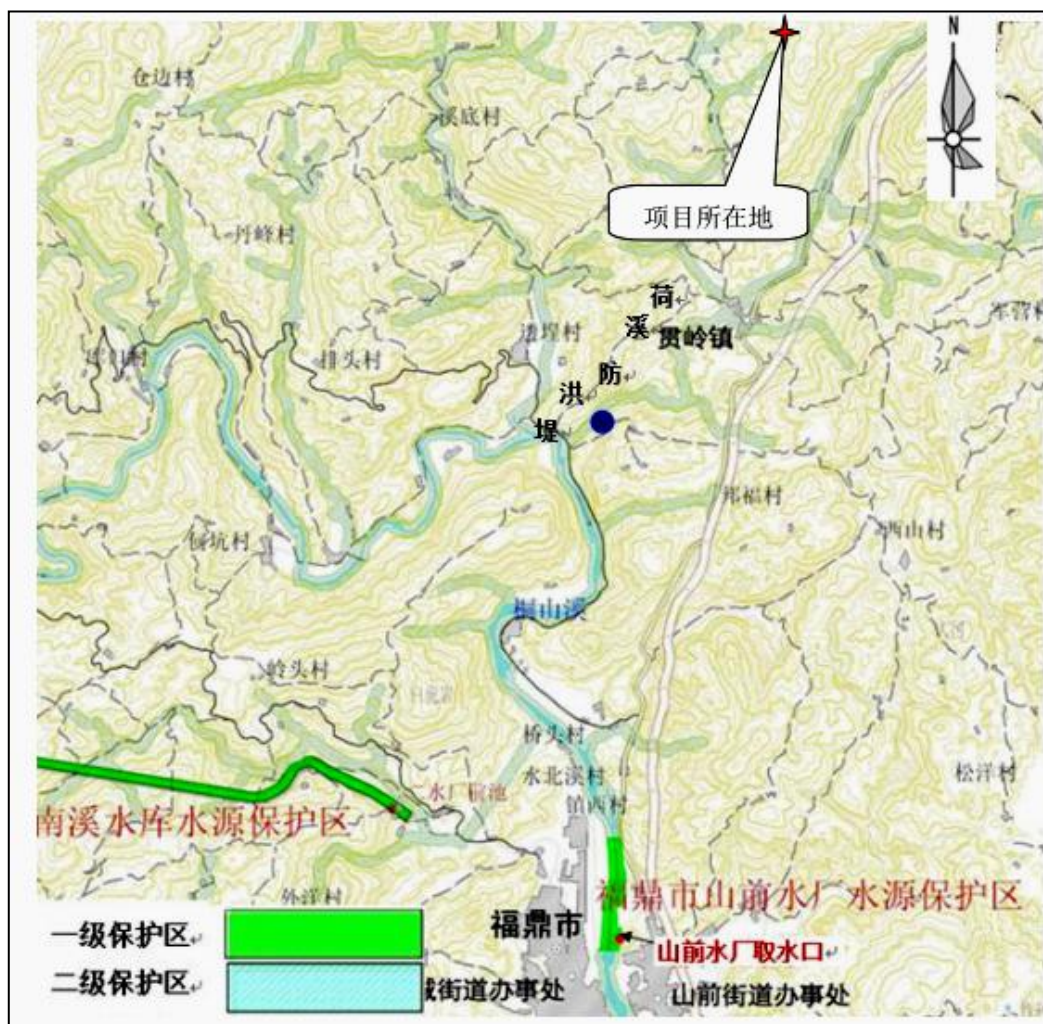 N
仓边村
溪底村
项目所在地
丹峰村
荷
溪
贯岭镇
军营村
透埕村
排头村
防
洪
堤
邦福村
西山村
桐山溪
岭头村
桥头村
水北溪村
水厂前池
镇西村
松洋村
南溪水库水源保护区
外洋村
福鼎市山前水厂水源保护区
一级保护区
福鼎市
山前水厂取水口
二级保护区
城街道办事处
山前街道办事处